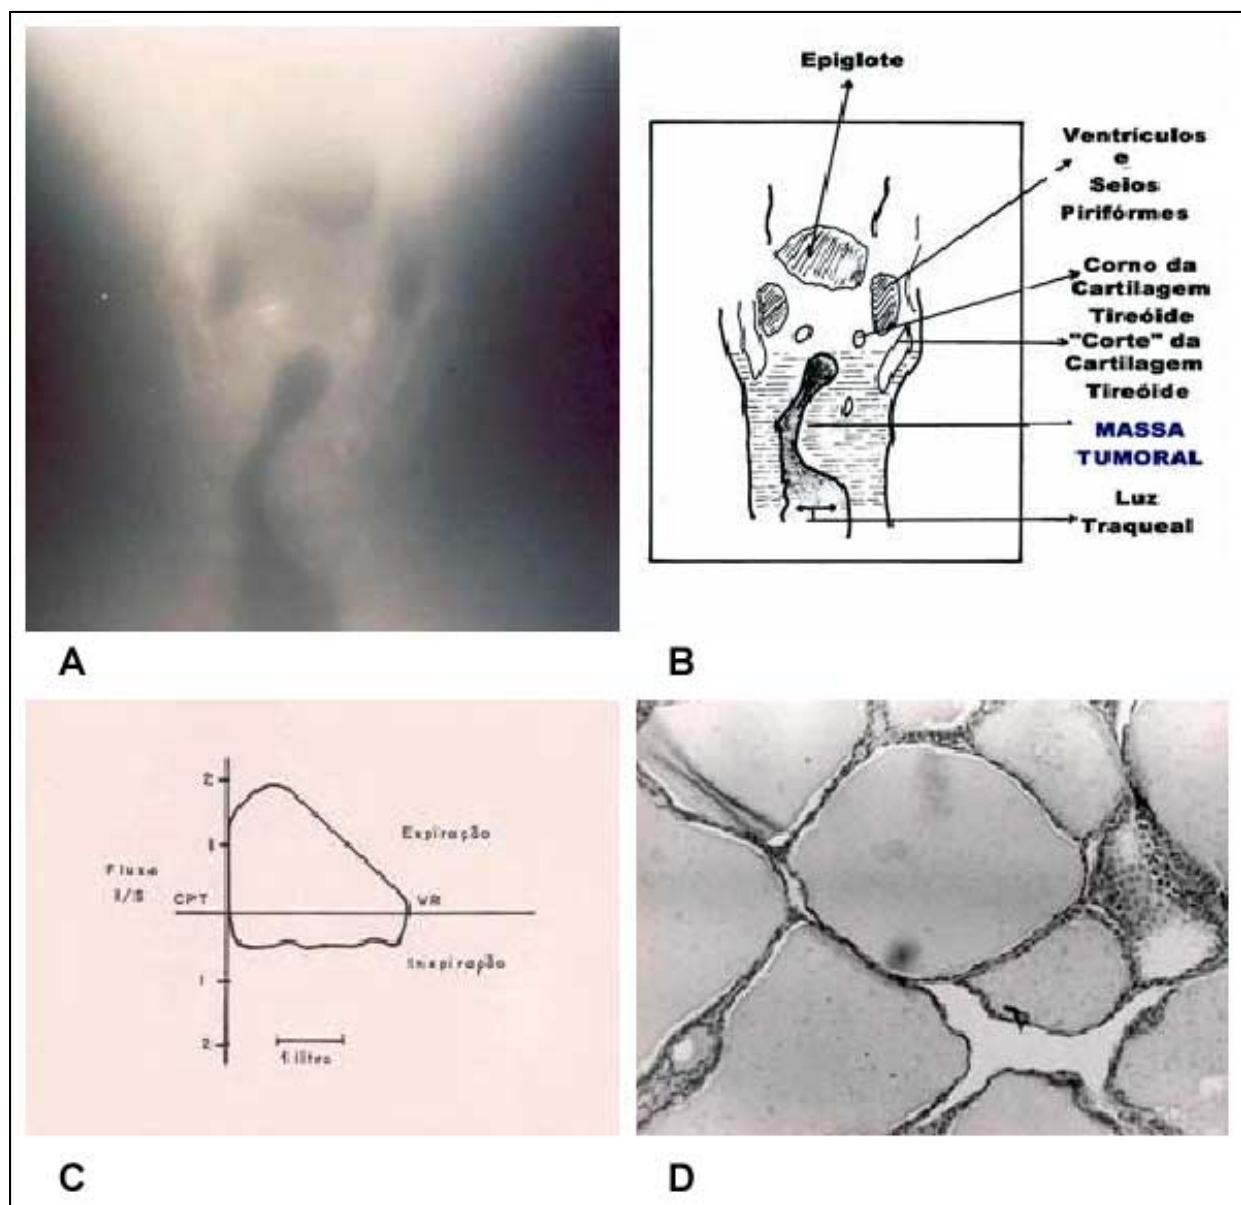 Epiglote
Ventrículos
e
Seios
Pirifórmes
Corno da
Cartilagem
Tireóide
"Corte" da
Cartilagem
Tireóide
MASSA
TUMORAL
Luz
Traqueal
A
B
2
1
Expiração
Fluxo
l/S
CPT
VR
Inspiração
1
2
1 litro
C
D